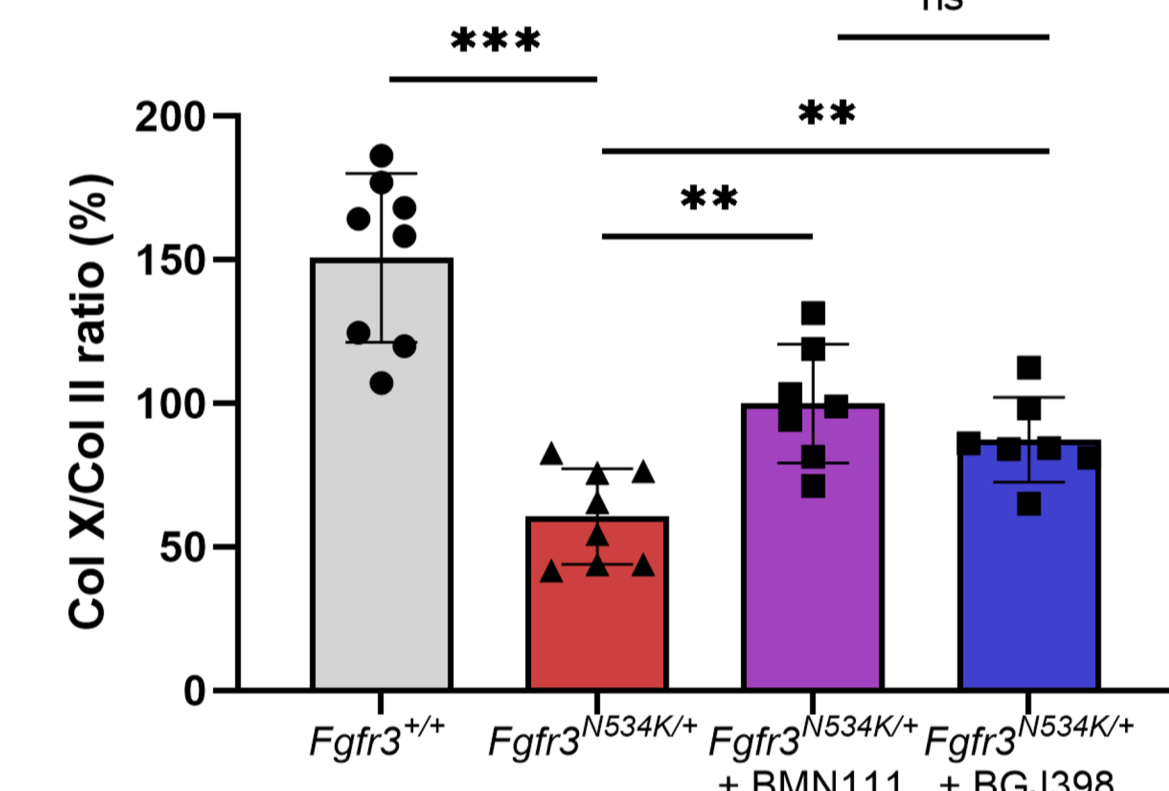 ns
***
**
**
200
150
100
50
0
Col X/Col II ratio (%)
Fgfr3+/+ Fgfr3N534K/+ Fgfr3N534K/+ Fgfr3N534K/+
+ BMN111 + BGJ398